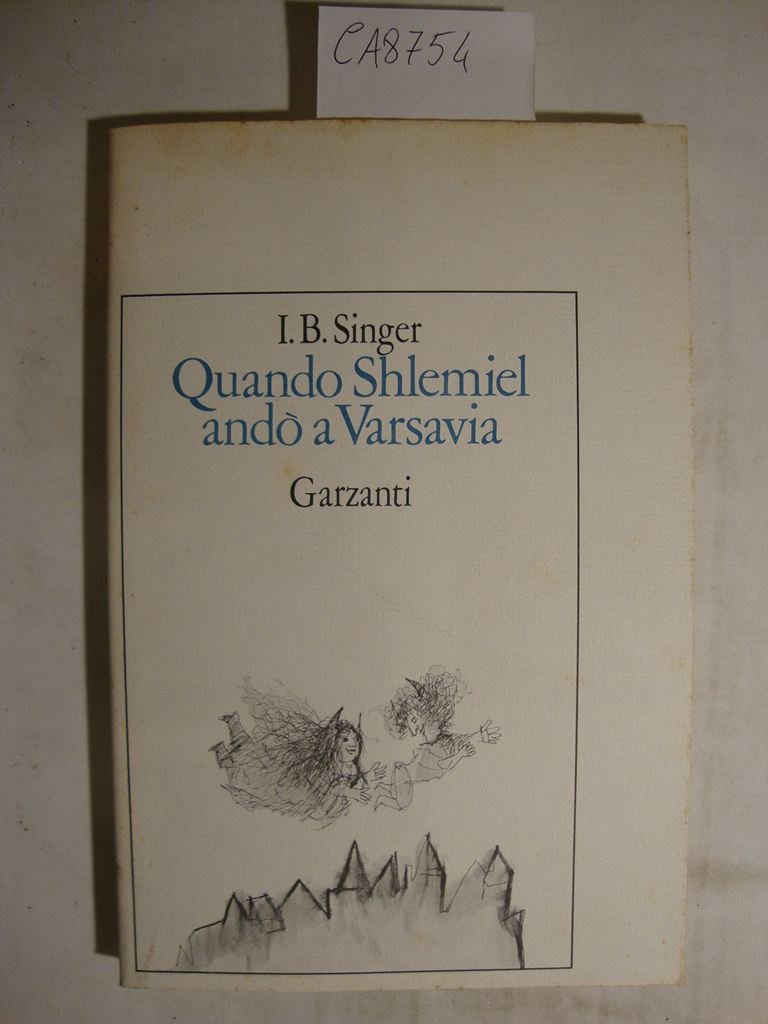 CA8754
I. B. Singer
Quando Shlemiel
andò a Varsavia
Garzanti